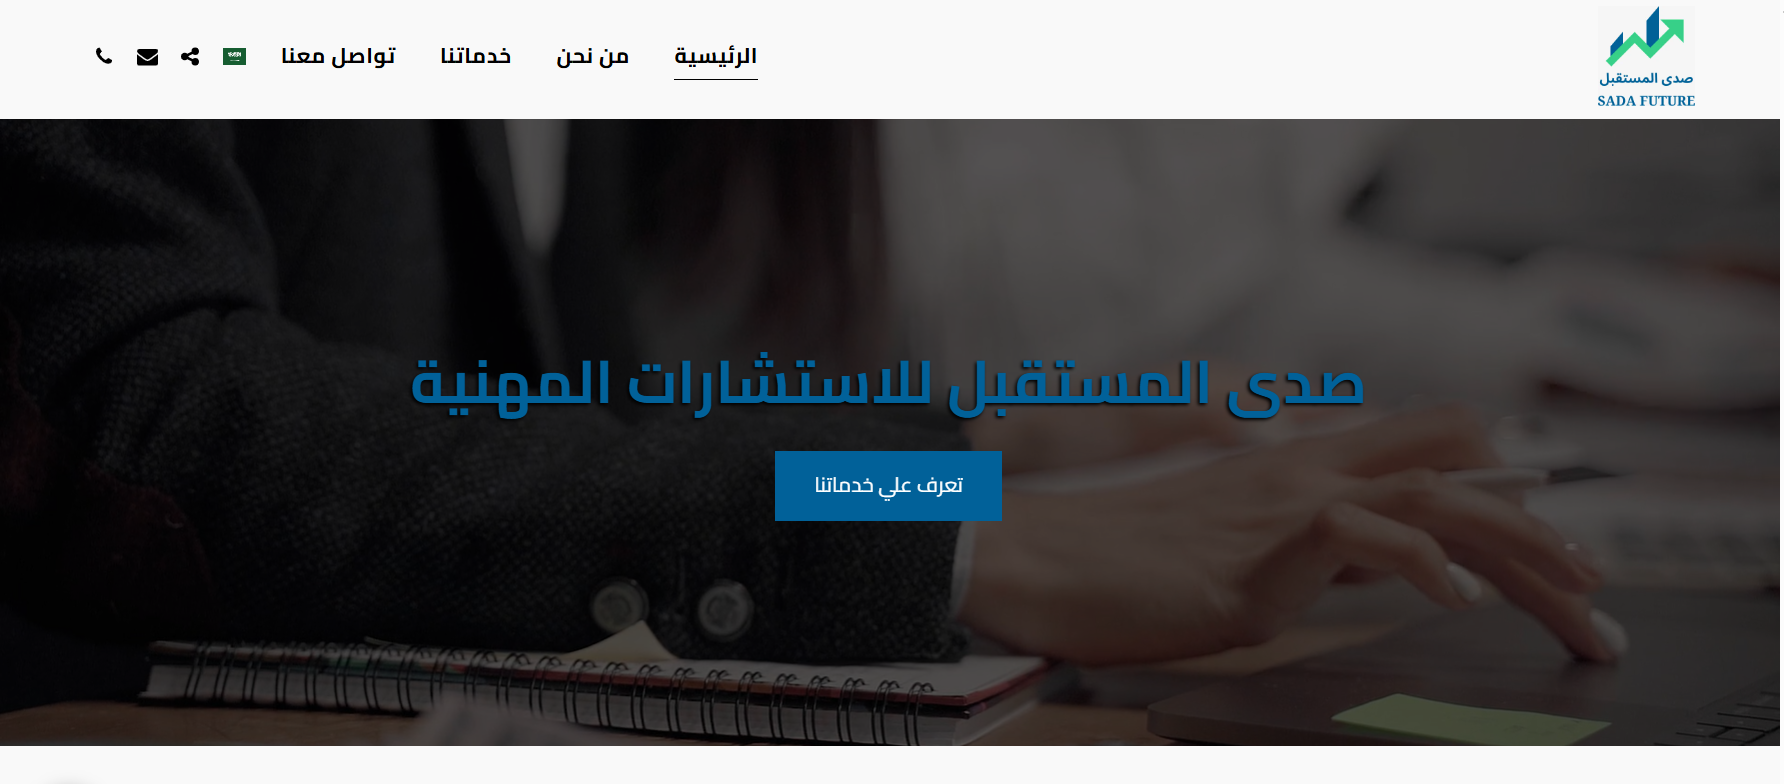 صدى المستقبل
SADA FUTURE
الرئيسية
من نحن
خدماتنا
تواصل معنا
صدى المستقبل للاستشارات المهنية
تعرف علي خدماتنا